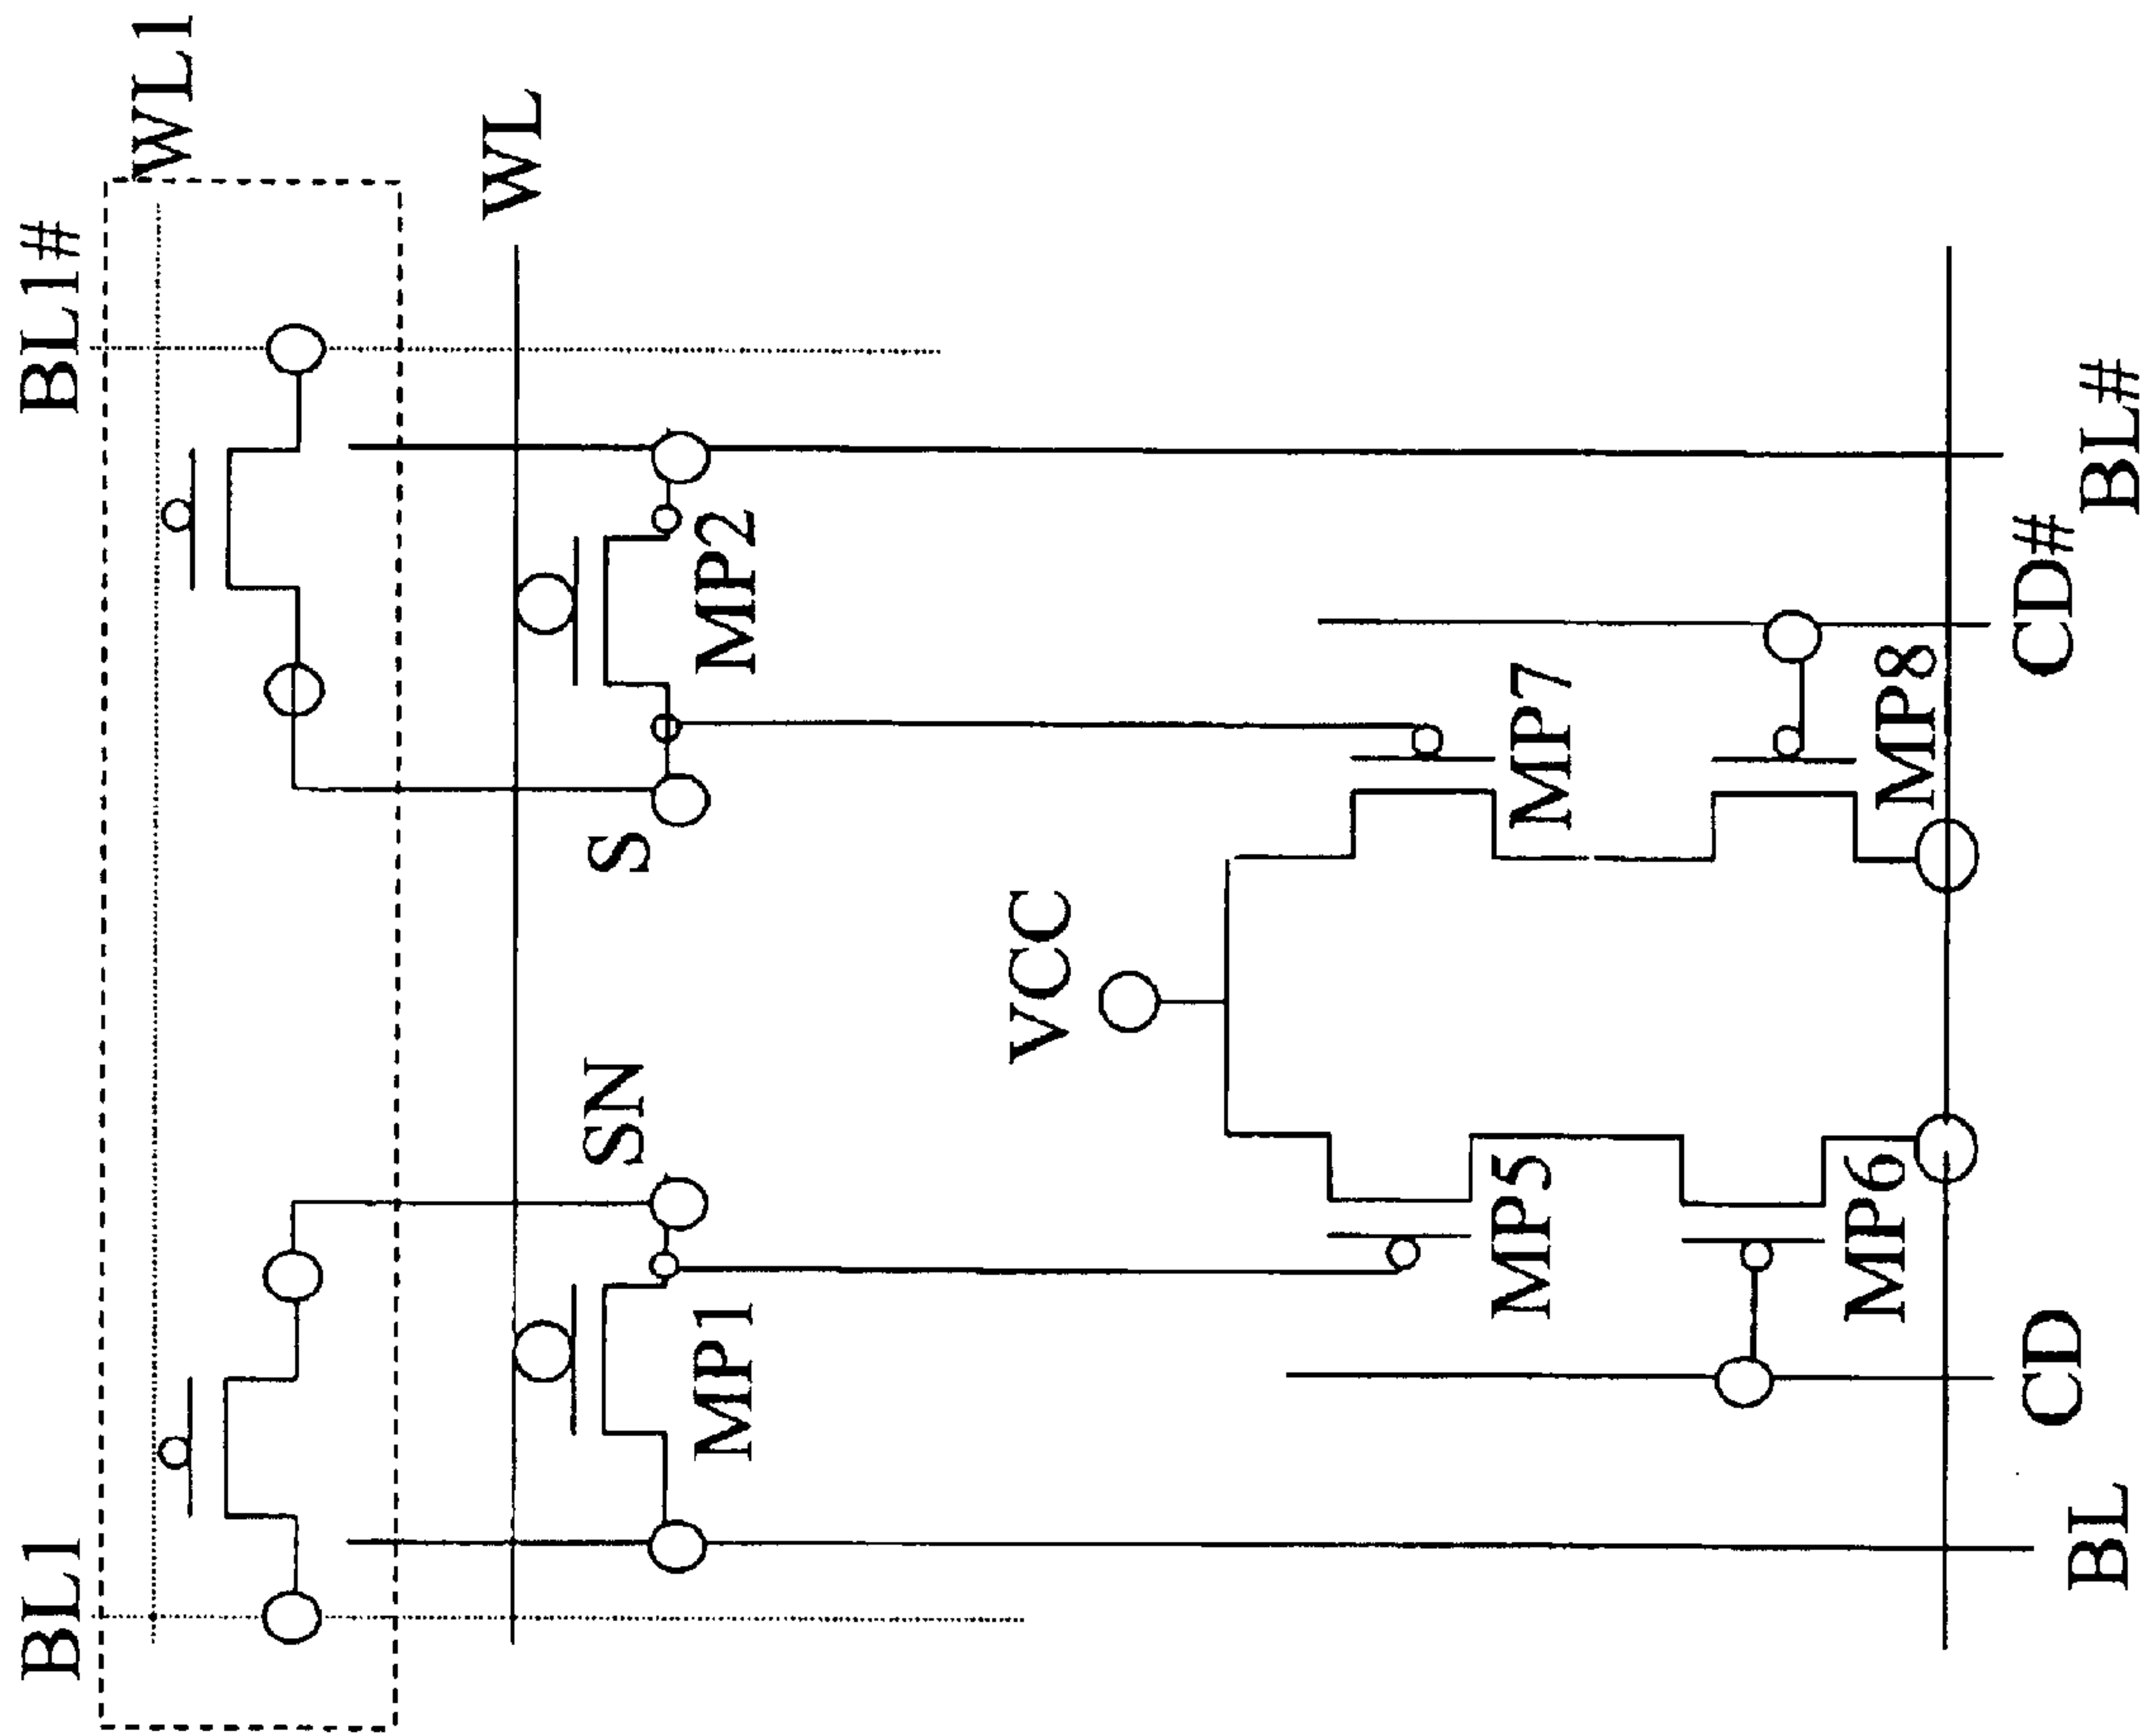 BL1
BL1#
WL1
WL
SN
S
MP1
MP2
VCC
MP5
MP7
MP6
MP8
CD
CD#
BL
BL#